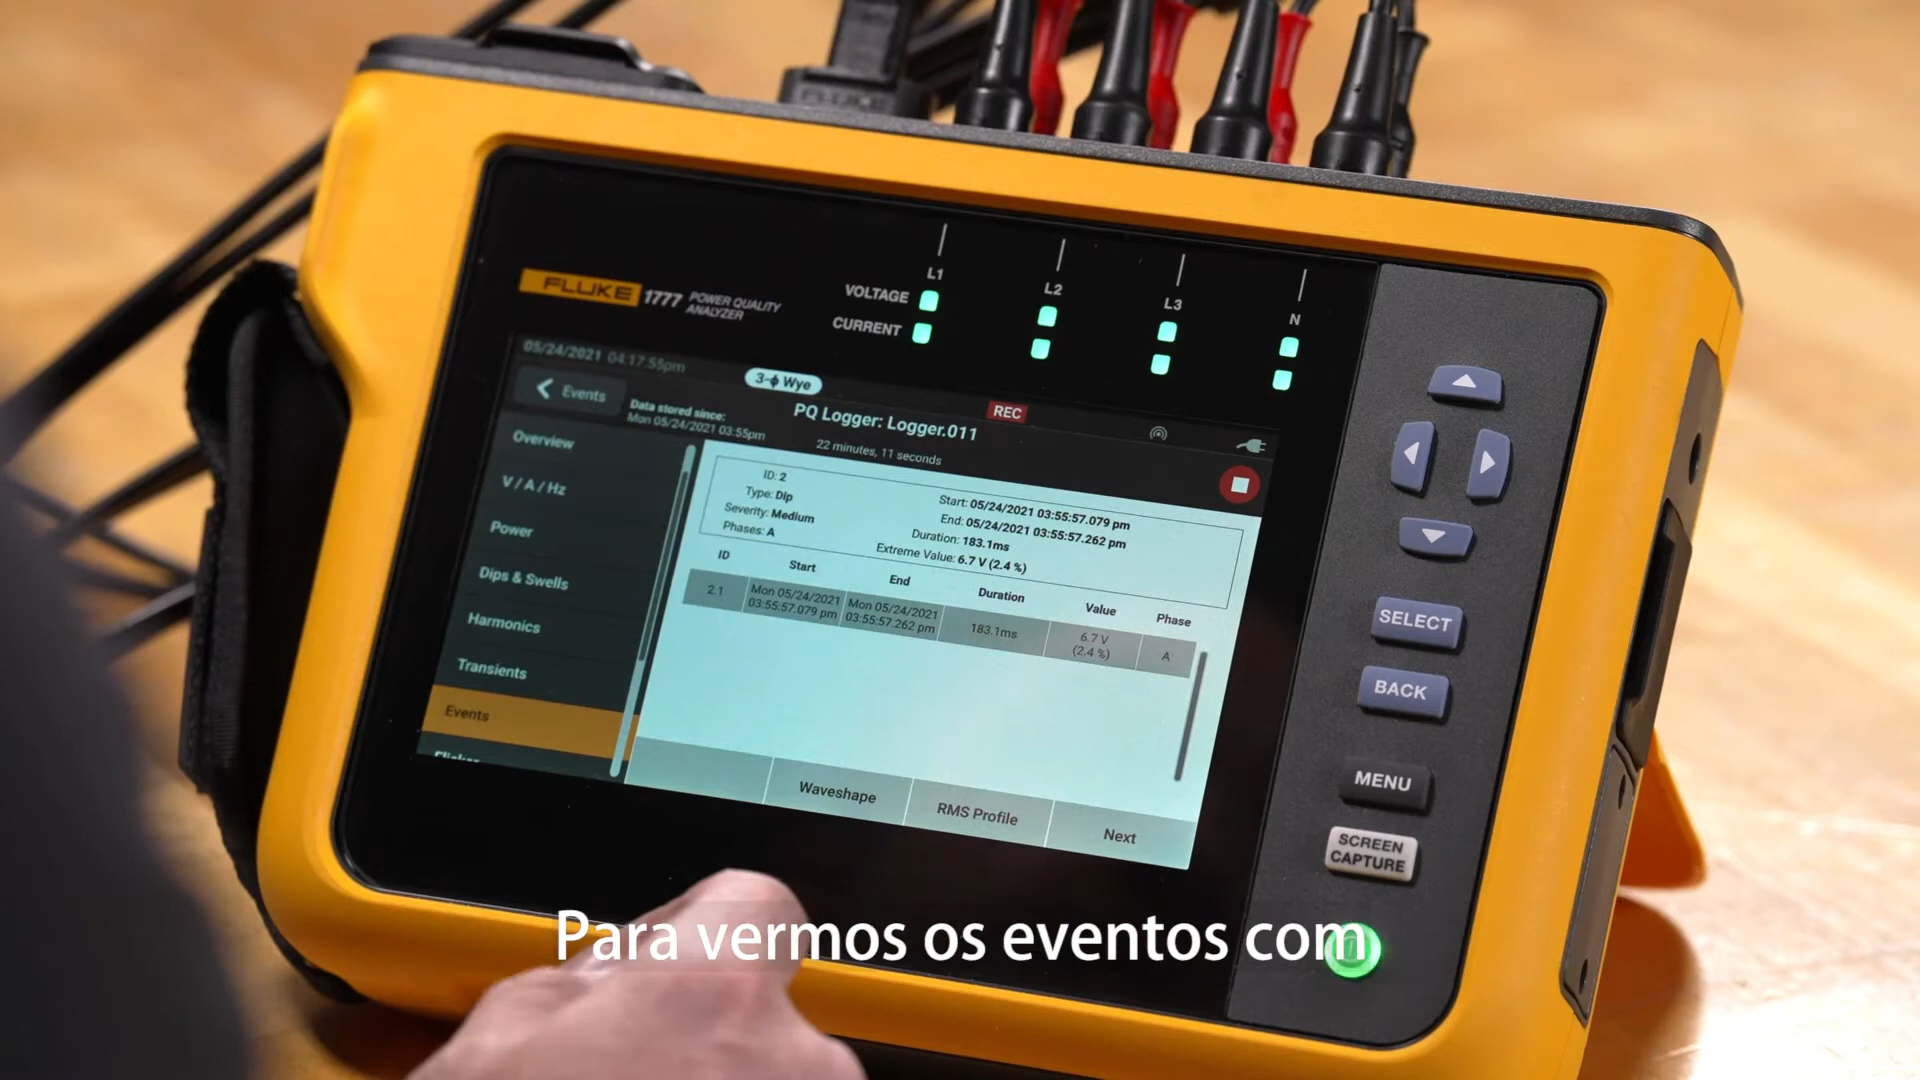 FLUKE
L1
L2
L3
N
VOLTAGE
CURRENT
FLUKE 1777 POWER QUALITY
ANALYZER
05/24/2021 04:17:55pm
3-ϕ Wye
REC
Events
Data stored since:
Mon 05/24/2021 03:55pm
PQ Logger: Logger.011
22 minutes, 11 seconds
Overview
V / A / Hz
Power
Dips & Swells
Harmonics
Transients
Events
Flicker
ID: 2
Type: Dip
Severity: Medium
Phases: A
Start: 05/24/2021 03:55:57.079 pm
End: 05/24/2021 03:55:57.262 pm
Duration: 183.1ms
Extreme Value: 6.7 V (2.4 %)
ID Start End Duration Value Phase
2.1 Mon 05/24/2021 03:55:57.079 pm Mon 05/24/2021 03:55:57.262 pm 183.1ms 6.7 V (2.4 %) A
Waveshape
RMS Profile
Next
SELECT
BACK
MENU
SCREEN
CAPTURE
Para vermos os eventos com